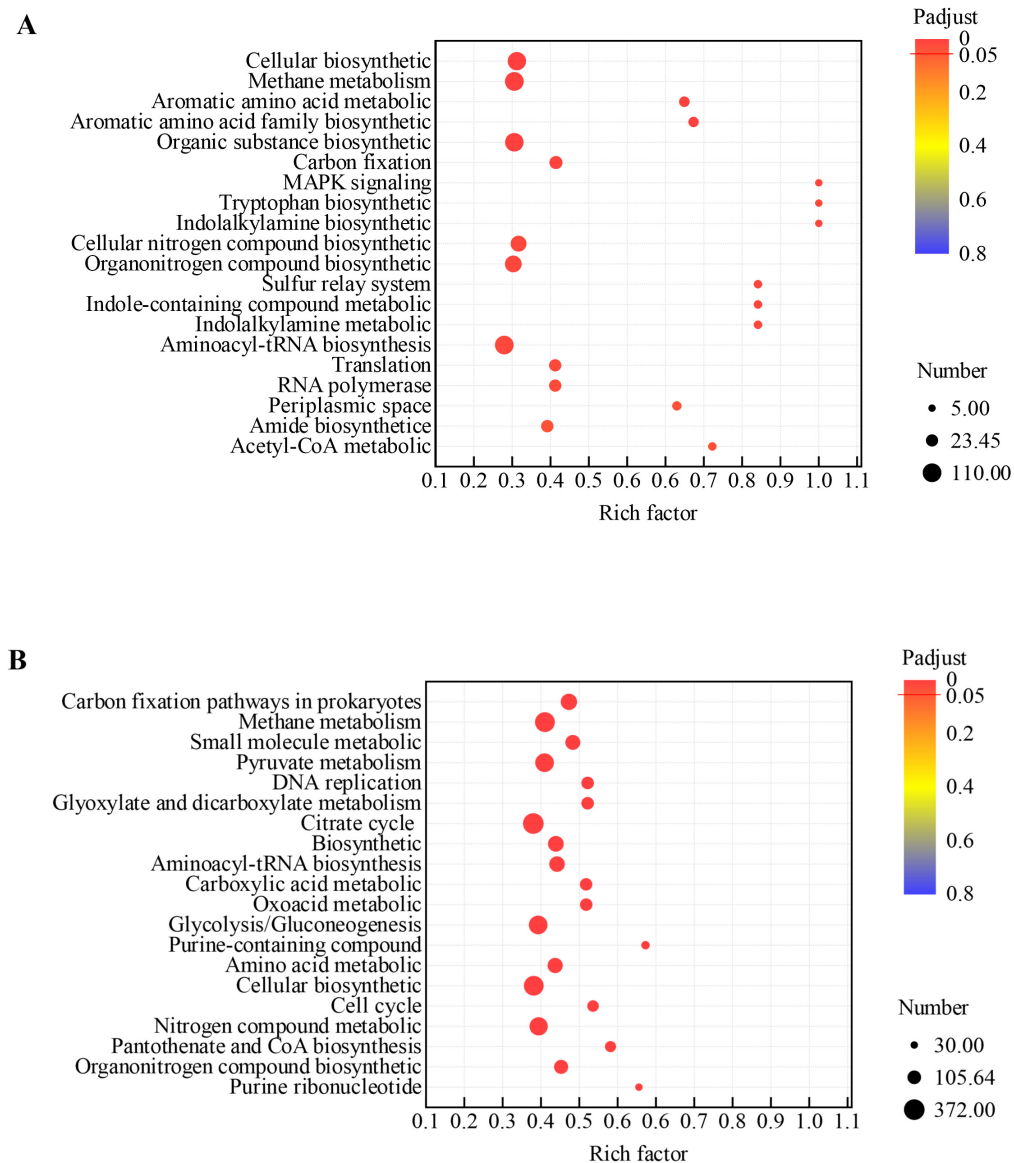 A
Padjust
0
0.05
0.2
0.4
0.6
0.8
Cellular biosynthetic
Methane metabolism
Aromatic amino acid metabolic
Aromatic amino acid family biosynthetic
Organic substance biosynthetic
Carbon fixation
MAPK signaling
Tryptophan biosynthetic
Indolalkylamine biosynthetic
Cellular nitrogen compound biosynthetic
Organonitrogen compound biosynthetic
Sulfur relay system
Indole-containing compound metabolic
Indolalkylamine metabolic
Aminoacyl-tRNA biosynthesis
Translation
RNA polymerase
Periplasmic space
Amide biosynthetice
Acetyl-CoA metabolic
Number
5.00
23.45
110.00
0.1 0.2 0.3 0.4 0.5 0.6 0.7 0.8 0.9 1.0 1.1
Rich factor
B
Padjust
0
0.05
0.2
0.4
0.6
0.8
Carbon fixation pathways in prokaryotes
Methane metabolism
Small molecule metabolic
Pyruvate metabolism
DNA replication
Glyoxylate and dicarboxylate metabolism
Citrate cycle
Biosynthetic
Aminoacyl-tRNA biosynthesis
Carboxylic acid metabolic
Oxoacid metabolic
Glycolysis/Gluconeogenesis
Purine-containing compound
Amino acid metabolic
Cellular biosynthetic
Cell cycle
Nitrogen compound metabolic
Pantothenate and CoA biosynthesis
Organonitrogen compound biosynthetic
Purine ribonucleotide
Number
30.00
105.64
372.00
0.1 0.2 0.3 0.4 0.5 0.6 0.7 0.8 0.9 1.0 1.1
Rich factor